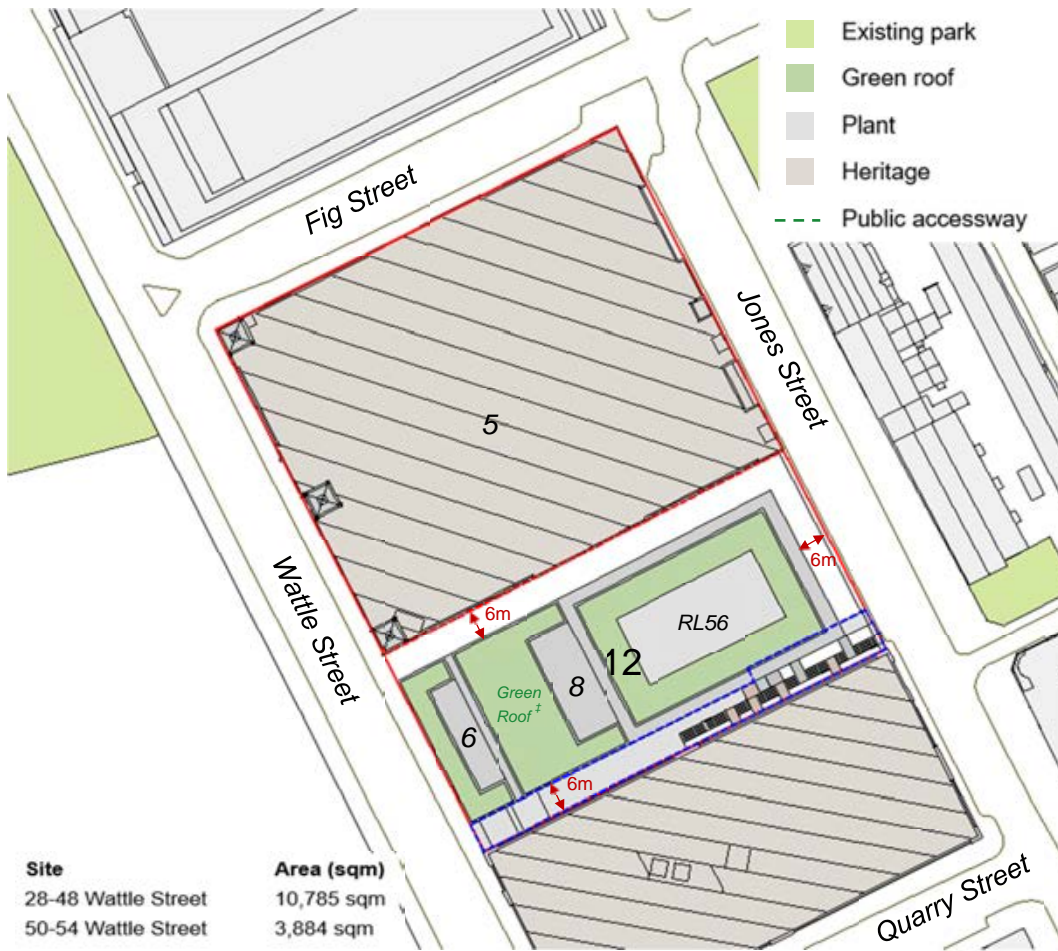 Existing park
Green roof
Plant
Heritage
Public accessway
Fig Street
Jones Street
5
Wattle Street
6m
6m
RL56
12
8
Green
Roof ‡
6
6m
Quarry Street
Site Area (sqm)
28-48 Wattle Street 10,785 sqm
50-54 Wattle Street 3,884 sqm